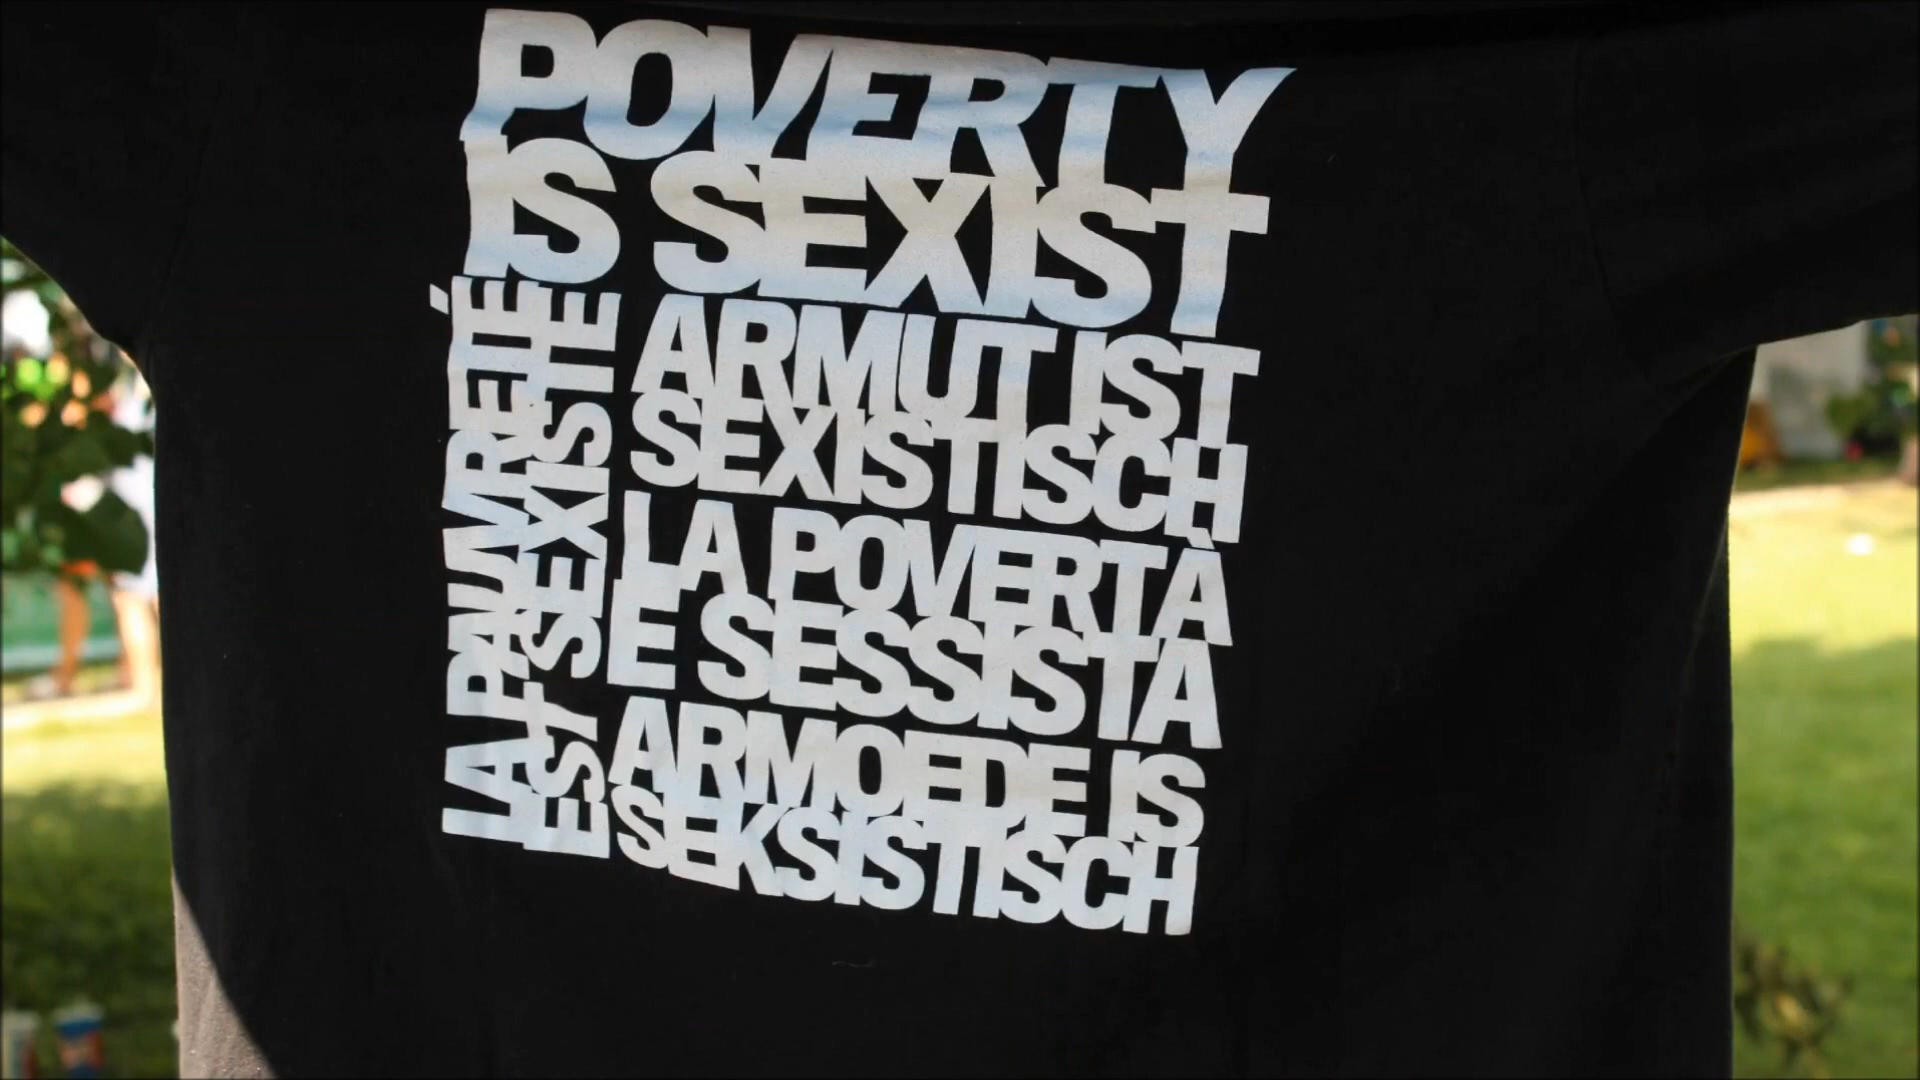 POVERTY
IS SEXIST
LA PAUVRETÉ
EST SEXISTE
ARMUT IST
SEXISTISCH
LA POVERTÀ
E SESSISTA
ARMOEDE IS
SEKSISTISCH